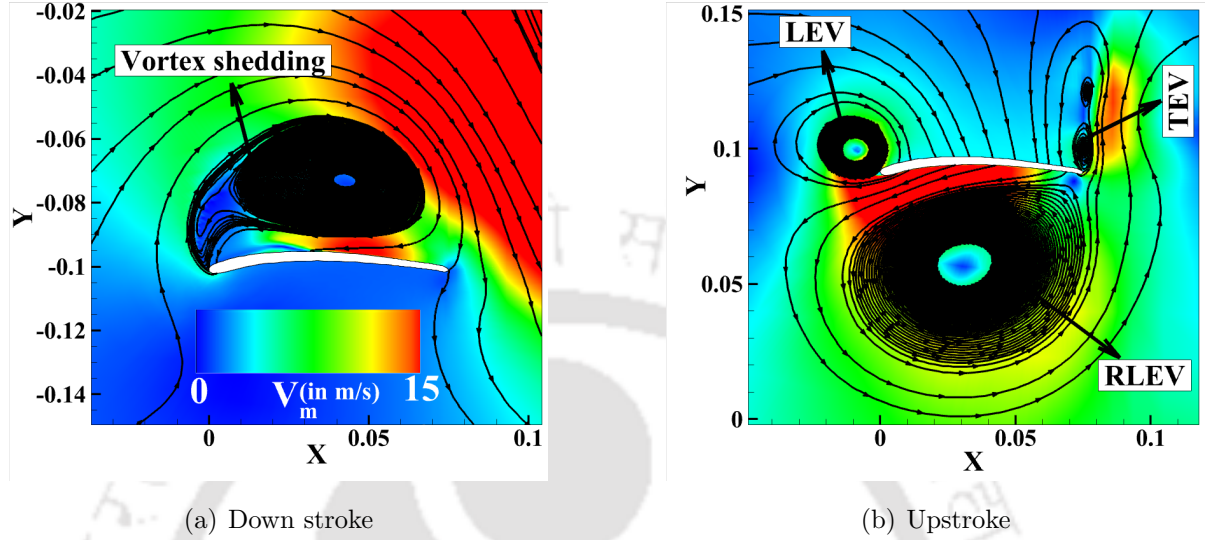 -0.02
-0.04
-0.06
-0.08
-0.1
-0.12
-0.14
Y
Vortex shedding
0
V_m (in m/s)
15
0
0.05
0.1
X
0.15
0.1
0.05
0
Y
LEV
TEV
RLEV
0
0.05
0.1
X
(a) Down stroke
(b) Upstroke